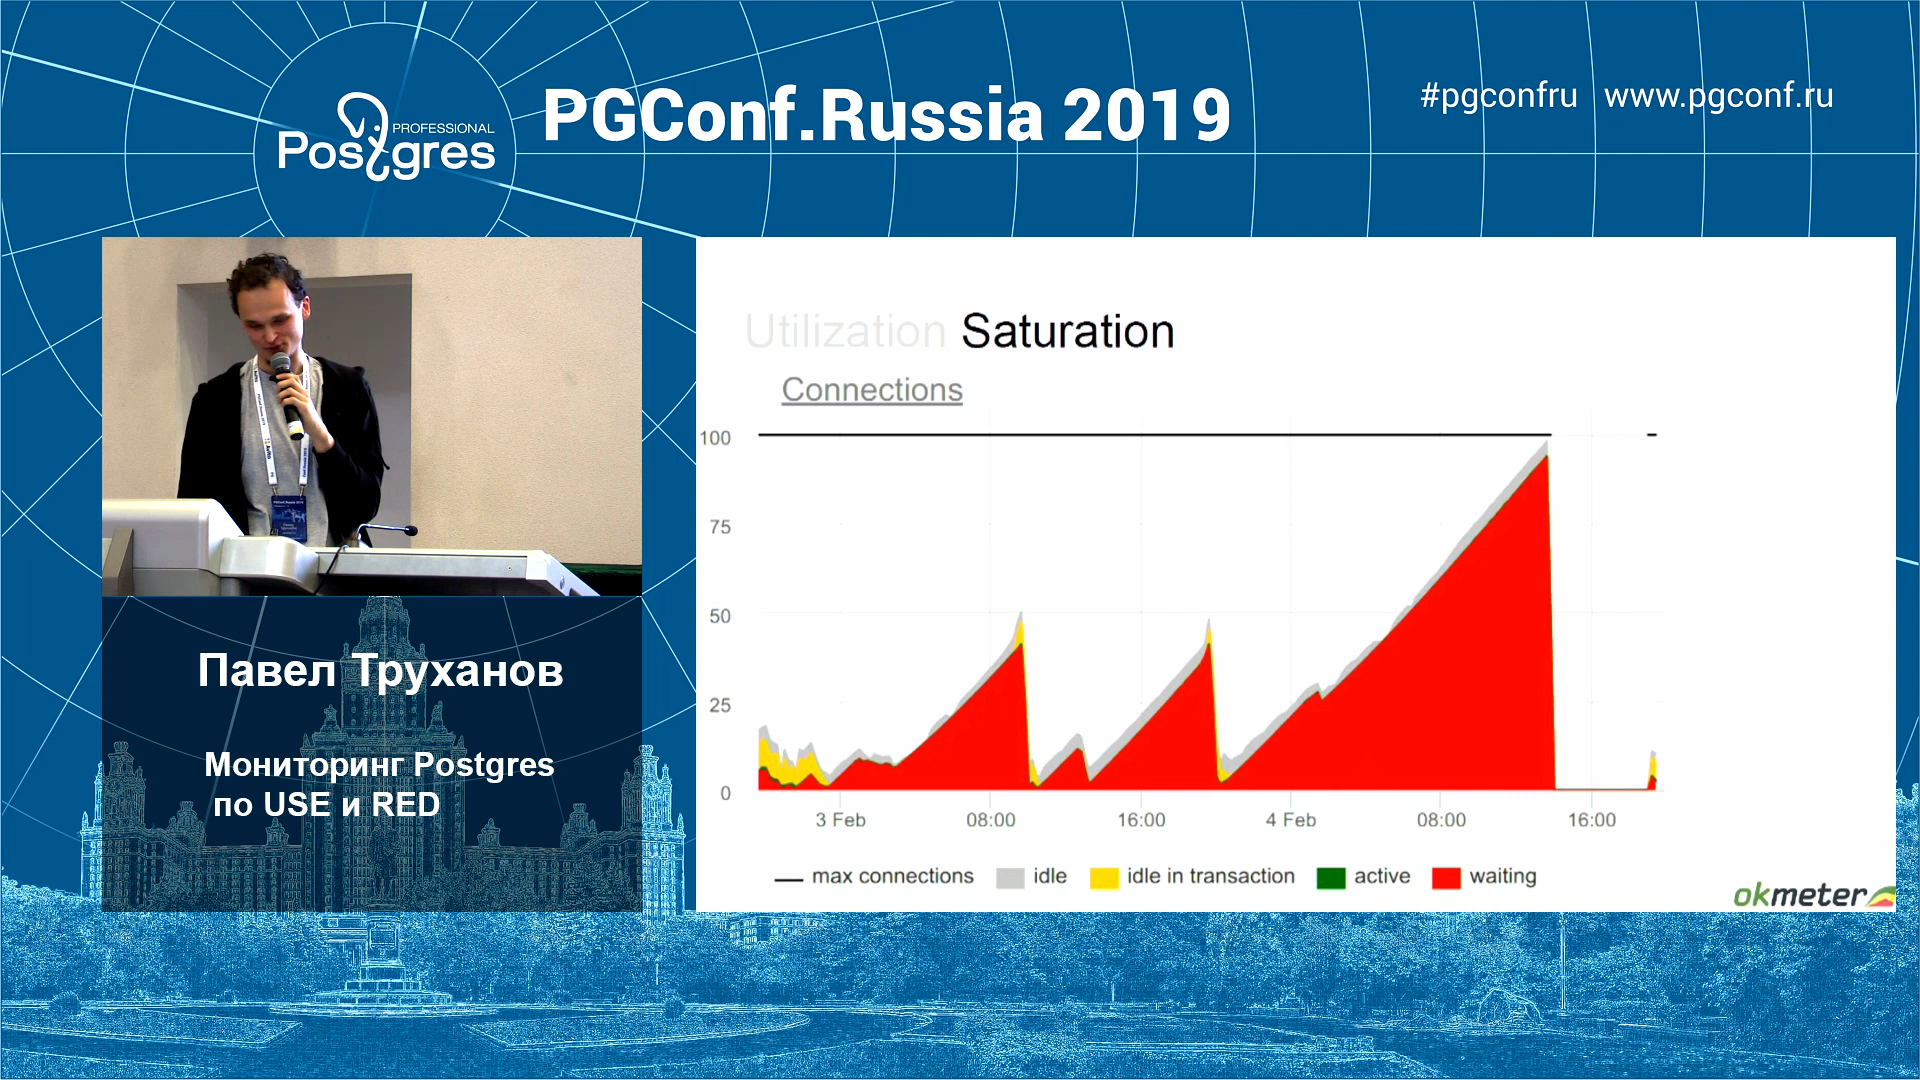 PROFESSIONAL
Postgres
PGConf.Russia 2019
#pgconfru www.pgconf.ru
Utilization Saturation
Connections
100
75
50
25
0
3 Feb 08:00 16:00 4 Feb 08:00 16:00
max connections idle idle in transaction active waiting
okmeter
Павел Труханов
Мониторинг Postgres
по USE и RED